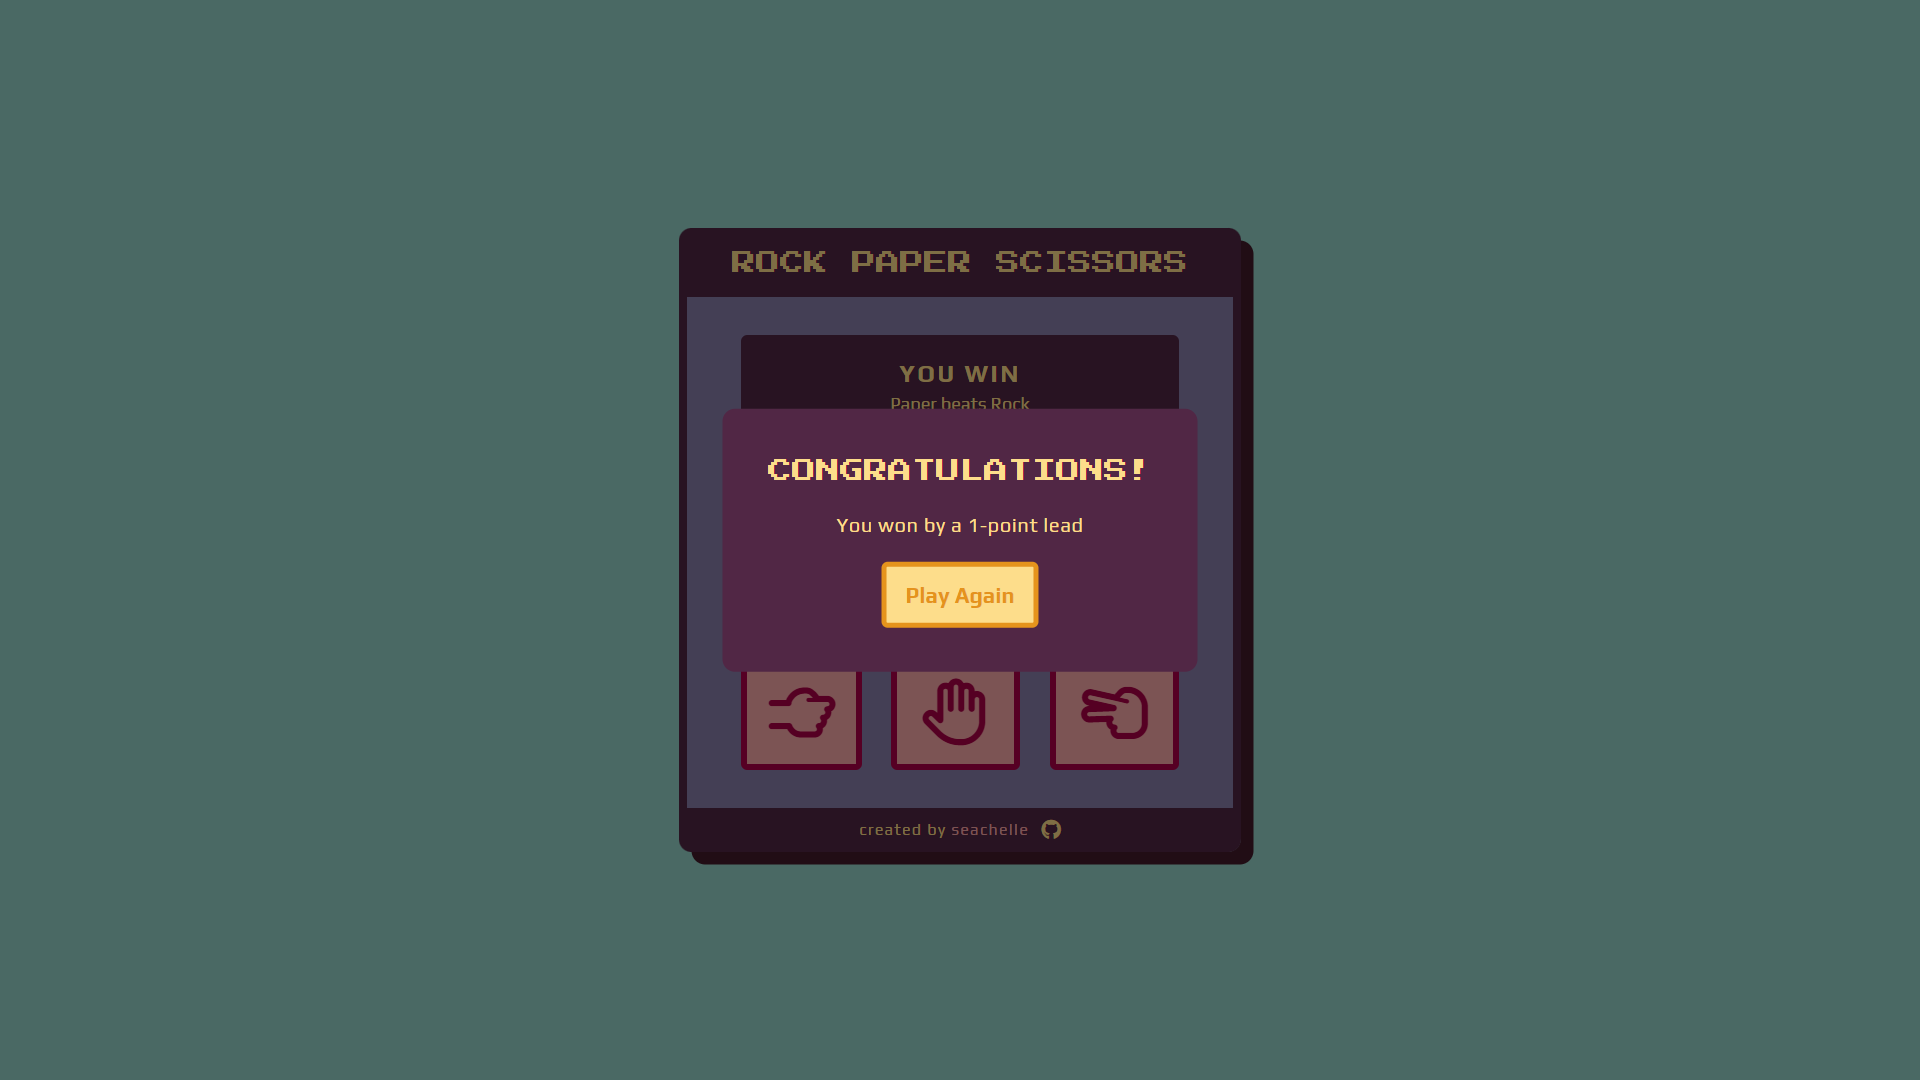 ROCK PAPER SCISSORS
YOU WIN
Paper beats Rock
CONGRATULATIONS!
You won by a 1-point lead
Play Again
created by seachelle